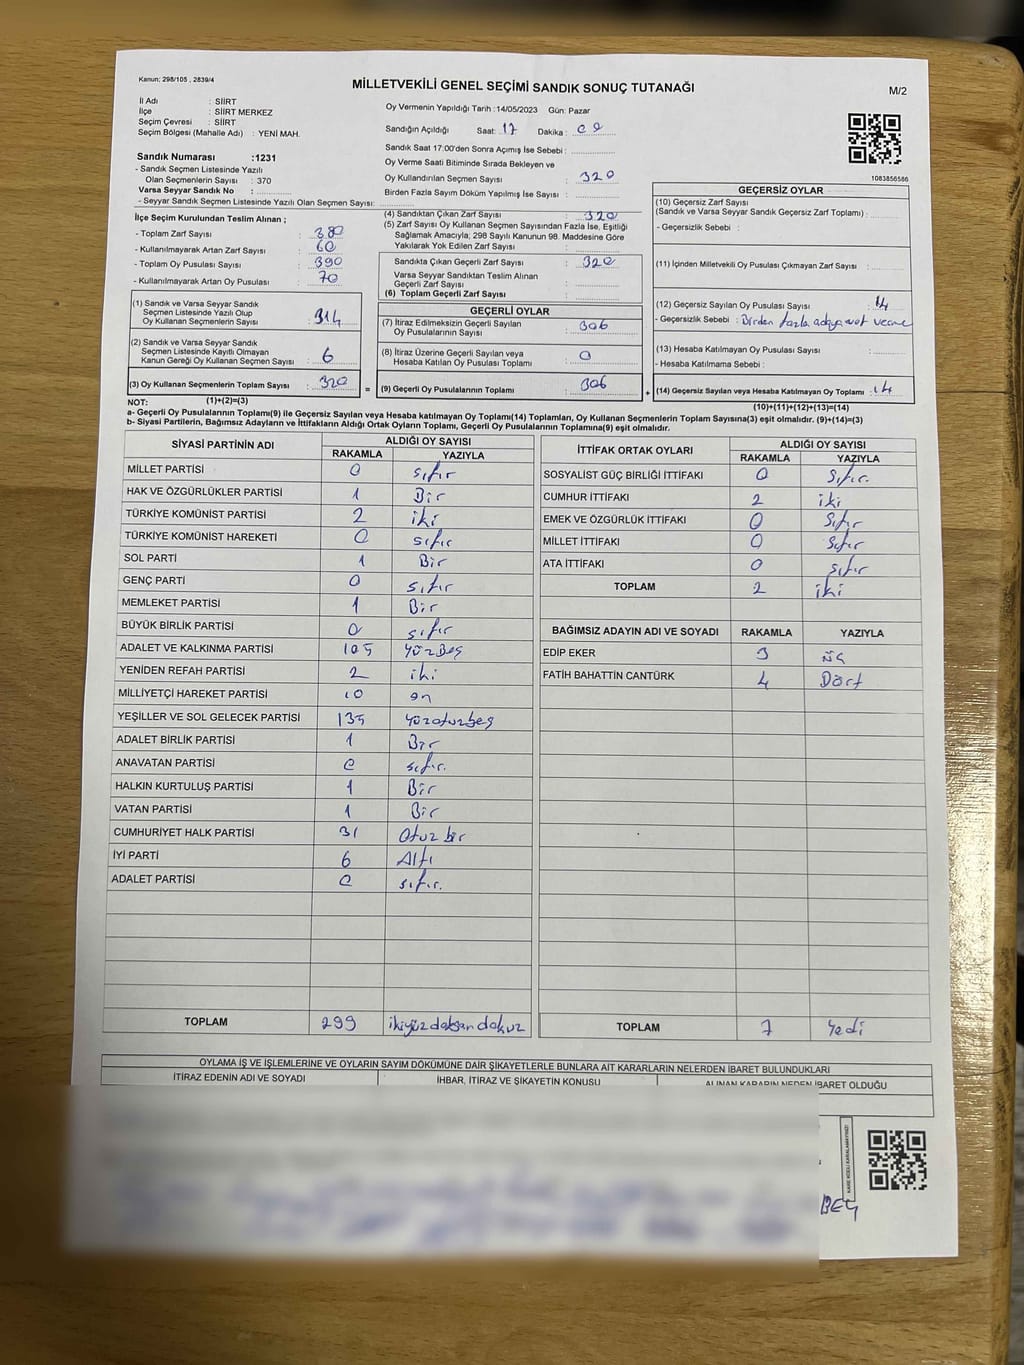 Kanun; 298/105 , 2839/4
MİLLETVEKİLİ GENEL SEÇİMİ SANDIK SONUÇ TUTANAĞI
M/2
İl Adı : SİİRT
İlçe : SİİRT MERKEZ
Seçim Çevresi : SİİRT
Seçim Bölgesi (Mahalle Adı) : YENİ MAH.
Sandık Numarası :1231
- Sandık Seçmen Listesinde Yazılı
Olan Seçmenlerin Sayısı : 370
Varsa Seyyar Sandık No :
- Seyyar Sandık Seçmen Listesinde Yazılı Olan Seçmen Sayısı:
Oy Vermenin Yapıldığı Tarih :14/05/2023 Gün: Pazar
Sandığın Açıldığı Saat: 17 Dakika :
Sandık Saat 17:00'den Sonra Açımış İse Sebebi :
Oy Verme Saati Bitiminde Sırada Bekleyen ve
Oy Kullandırılan Seçmen Sayısı : 320
Birden Fazla Sayım Döküm Yapılmış İse Sayısı :
1083856586
İlçe Seçim Kurulundan Teslim Alınan ;
- Toplam Zarf Sayısı : 380
- Kullanılmayarak Artan Zarf Sayısı : 60
- Toplam Oy Pusulası Sayısı : 390
- Kullanılmayarak Artan Oy Pusulası : 70
(4) Sandıktan Çıkan Zarf Sayısı : 320
(5) Zarf Sayısı Oy Kullanan Seçmen Sayısından Fazla İse, Eşitliği
Sağlamak Amacıyla; 298 Sayılı Kanunun 98. Maddesine Göre
Yakılarak Yok Edilen Zarf Sayısı :
Sandıkta Çıkan Geçerli Zarf Sayısı : 320
Varsa Seyyar Sandıktan Teslim Alınan
Geçerli Zarf Sayısı :
(6) Toplam Geçerli Zarf Sayısı :
GEÇERSİZ OYLAR
(10) Geçersiz Zarf Sayısı
(Sandık ve Varsa Seyyar Sandık Geçersiz Zarf Toplamı) :
- Geçersizlik Sebebi :
(11) İçinden Milletvekili Oy Pusulası Çıkmayan Zarf Sayısı :
(12) Geçersiz Sayılan Oy Pusulası Sayısı : 14
- Geçersizlik Sebebi : Birden fazla adaya oy verme
(13) Hesaba Katılmayan Oy Pusulası Sayısı :
- Hesaba Katılmama Sebebi :
(14) Geçersiz Sayılan veya Hesaba Katılmayan Oy Toplamı : 14
(10)+(11)+(12)+(13)=(14)
(1) Sandık ve Varsa Seyyar Sandık
Seçmen Listesinde Yazılı Olup
Oy Kullanan Seçmenlerin Sayısı : 314
(2) Sandık ve Varsa Seyyar Sandık
Seçmen Listesinde Kayıtlı Olmayan
Kanun Gereği Oy Kullanan Seçmen Sayısı : 6
(3) Oy Kullanan Seçmenlerin Toplam Sayısı : 320 =
GEÇERLİ OYLAR
(7) İtiraz Edilmeksizin Geçerli Sayılan
Oy Pusulalarının Sayısı : 306
(8) İtiraz Üzerine Geçerli Sayılan veya
Hesaba Katılan Oy Pusulası Toplamı : 0
(9) Geçerli Oy Pusulalarının Toplamı : 306 +
NOT: (1)+(2)=(3)
a- Geçerli Oy Pusulalarının Toplamı(9) ile Geçersiz Sayılan veya Hesaba katılmayan Oy Toplamı(14) Toplamları, Oy Kullanan Seçmenlerin Toplam Sayısına(3) eşit olmalıdır. (9)+(14)=(3)
b- Siyasi Partilerin, Bağımsız Adayların ve İttifakların Aldığı Ortak Oyların Toplamı, Geçerli Oy Pusulalarının Toplamına(9) eşit olmalıdır.
SİYASİ PARTİNİN ADI ALDIĞI OY SAYISI
RAKAMLA YAZIYLA
MİLLET PARTİSİ 0 sıfır
HAK VE ÖZGÜRLÜKLER PARTİSİ 1 Bir
TÜRKİYE KOMÜNİST PARTİSİ 2 iki
TÜRKİYE KOMÜNİST HAREKETİ 0 sıfır
SOL PARTİ 1 Bir
GENÇ PARTİ 0 sıfır
MEMLEKET PARTİSİ 1 Bir
BÜYÜK BİRLİK PARTİSİ 0 sıfır
ADALET VE KALKINMA PARTİSİ 105 YüzBeş
YENİDEN REFAH PARTİSİ 2 iki
MİLLİYETÇİ HAREKET PARTİSİ 10 on
YEŞİLLER VE SOL GELECEK PARTİSİ 135 Yüzotuzbeş
ADALET BİRLİK PARTİSİ 1 Bir
ANAVATAN PARTİSİ 0 sıfır.
HALKIN KURTULUŞ PARTİSİ 1 Bir
VATAN PARTİSİ 1 Bir
CUMHURİYET HALK PARTİSİ 31 Otuz bir
İYİ PARTİ 6 Altı
ADALET PARTİSİ 0 sıfır.
TOPLAM 299 ikiyüz doksan dokuz
İTTİFAK ORTAK OYLARI ALDIĞI OY SAYISI
RAKAMLA YAZIYLA
SOSYALİST GÜÇ BİRLİĞİ İTTİFAKI 0 Sıfır.
CUMHUR İTTİFAKI 2 iki
EMEK VE ÖZGÜRLÜK İTTİFAKI 0 Sıfır
MİLLET İTTİFAKI 0 Sıfır
ATA İTTİFAKI 0 sıfır
TOPLAM 2 iki
BAĞIMSIZ ADAYIN ADI VE SOYADI RAKAMLA YAZIYLA
EDİP EKER 3 üç
FATİH BAHATTİN CANTÜRK 4 Dört
TOPLAM 7 Yedi
OYLAMA İŞ VE İŞLEMLERİNE VE OYLARIN SAYIM DÖKÜMÜNE DAİR ŞİKAYETLERLE BUNLARA AİT KARARLARIN NELERDEN İBARET BULUNDUKLARI
İTİRAZ EDENİN ADI VE SOYADI İHBAR, İTİRAZ VE ŞİKAYETİN KONUSU ALINAN KARARIN NEDEN İBARET OLDUĞU